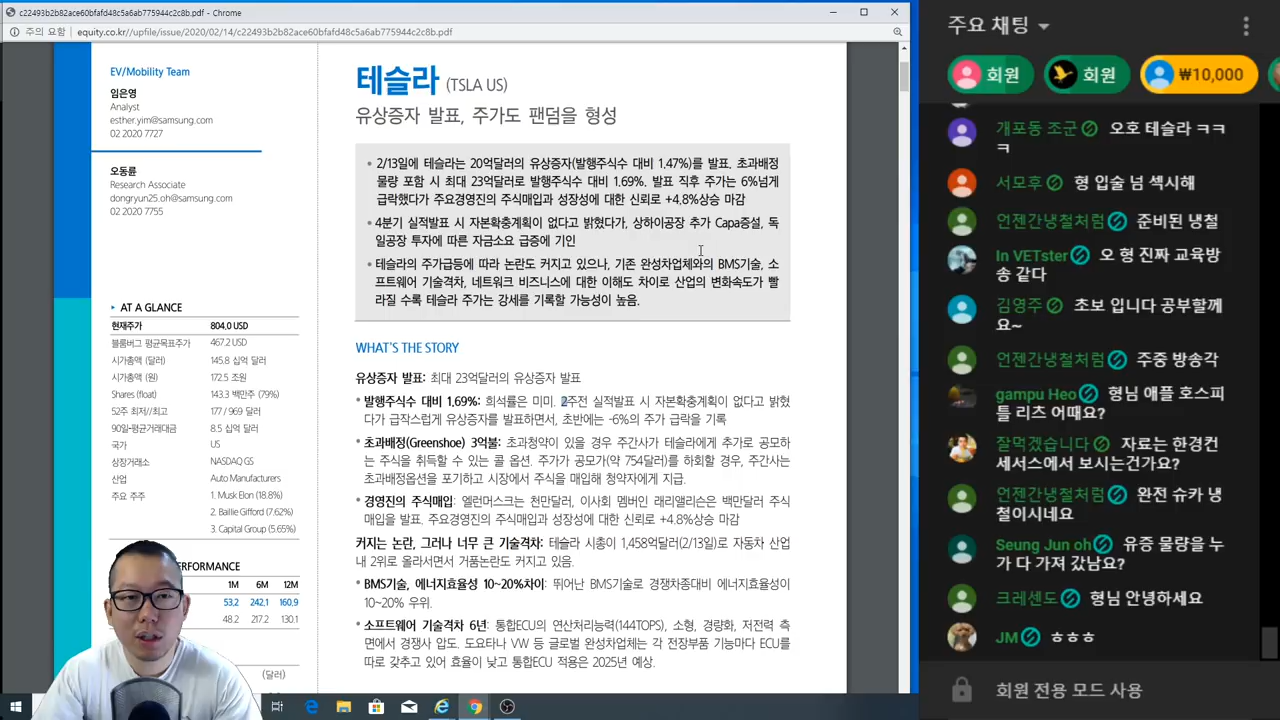 c22493b2b82ace60bfafd48c5a6ab775944c2c8b.pdf - Chrome
주의 요함
equity.co.kr//upfile/issue/2020/02/14/c22493b2b82ace60bfafd48c5a6ab775944c2c8b.pdf
EV/Mobility Team
임은영
Analyst
esther.yim@samsung.com
02 2020 7727
오동륜
Research Associate
dongryun25.oh@samsung.com
02 2020 7755
▸ AT A GLANCE
현재주가 804.0 USD
블룸버그 평균목표주가 467.2 USD
시가총액 (달러) 145.8 십억 달러
시가총액 (원) 172.5 조원
Shares (float) 143.3 백만주 (79%)
52주 최저//최고 177 / 969 달러
90일-평균거래대금 8.5 십억 달러
국가 US
상장거래소 NASDAQ GS
산업 Auto Manufacturers
주요 주주 1. Musk Elon (18.8%)
2. Baillie Gifford (7.62%)
3. Capital Group (5.65%)
PERFORMANCE
1M 6M 12M
53.2 242.1 160.9
48.2 217.2 130.1
(달러)
테슬라 (TSLA US)
유상증자 발표, 주가도 팬덤을 형성
• 2/13일에 테슬라는 20억달러의 유상증자(발행주식수 대비 1.47%)를 발표. 초과배정
물량 포함 시 최대 23억달러로 발행주식수 대비 1.69%. 발표 직후 주가는 6%넘게
급락했다가 주요경영진의 주식매입과 성장성에 대한 신뢰로 +4.8%상승 마감
• 4분기 실적발표 시 자본확충계획이 없다고 밝혔다가, 상하이공장 추가 Capa증설, 독
일공장 투자에 따른 자금소요 급증에 기인
• 테슬라의 주가급등에 따라 논란도 커지고 있으나, 기존 완성차업체와의 BMS기술, 소
프트웨어 기술격차, 네트워크 비즈니스에 대한 이해도 차이로 산업의 변화속도가 빨
라질 수록 테슬라 주가는 강세를 기록할 가능성이 높음.
WHAT'S THE STORY
유상증자 발표: 최대 23억달러의 유상증자 발표
• 발행주식수 대비 1.69%: 희석률은 미미. 2주전 실적발표 시 자본확충계획이 없다고 밝혔
다가 급작스럽게 유상증자를 발표하면서, 초반에는 -6%의 주가 급락을 기록
• 초과배정(Greenshoe) 3억불: 초과청약이 있을 경우 주간사가 테슬라에게 추가로 공모하
는 주식을 취득할 수 있는 콜 옵션. 주가가 공모가(약 754달러)를 하회할 경우, 주간사는
초과배정옵션을 포기하고 시장에서 주식을 매입해 청약자에게 지급.
• 경영진의 주식매입: 엘런머스크는 천만달러, 이사회 멤버인 래리앨리슨은 백만달러 주식
매입을 발표. 주요경영진의 주식매입과 성장성에 대한 신뢰로 +4.8%상승 마감
커지는 논란, 그러나 너무 큰 기술격차: 테슬라 시총이 1,458억달러(2/13일)로 자동차 산업
내 2위로 올라서면서 거품논란도 커지고 있음.
• BMS기술, 에너지효율성 10~20%차이: 뛰어난 BMS기술로 경쟁차종대비 에너지효율성이
10~20% 우위.
• 소프트웨어 기술격차 6년: 통합ECU의 연산처리능력(144TOPS), 소형, 경량화, 저전력 측
면에서 경쟁사 압도. 도요타나 VW 등 글로벌 완성차업체는 각 전장부품 기능마다 ECU를
따로 갖추고 있어 효율이 낮고 통합ECU 적용은 2025년 예상.
주요 채팅
회원
회원
₩10,000
개포동 조군 오호 테슬라 ㅋㅋ
ㅋ
서모후 형 입술 넘 섹시해
언젠간냉철처럼 준비된 냉철
In VETster 오 형 진짜 교육방
송 같다
김영주 초보 입니다 공부할께
요~
언젠간냉철처럼 주중 방송각
gampu Heo 형님 애플 호스피
틀 리츠 어때요?
잘먹겠습니다 자료는 한경컨
세서스에서 보시는건가요?
언젠간냉철처럼 완전 슈카 냉
철이시네요
Seung Jun oh 유증 물량을 누
가 다 가져 갔남요?
크레센도 형님 안녕하세요
JM ㅎㅎㅎ
회원 전용 모드 사용